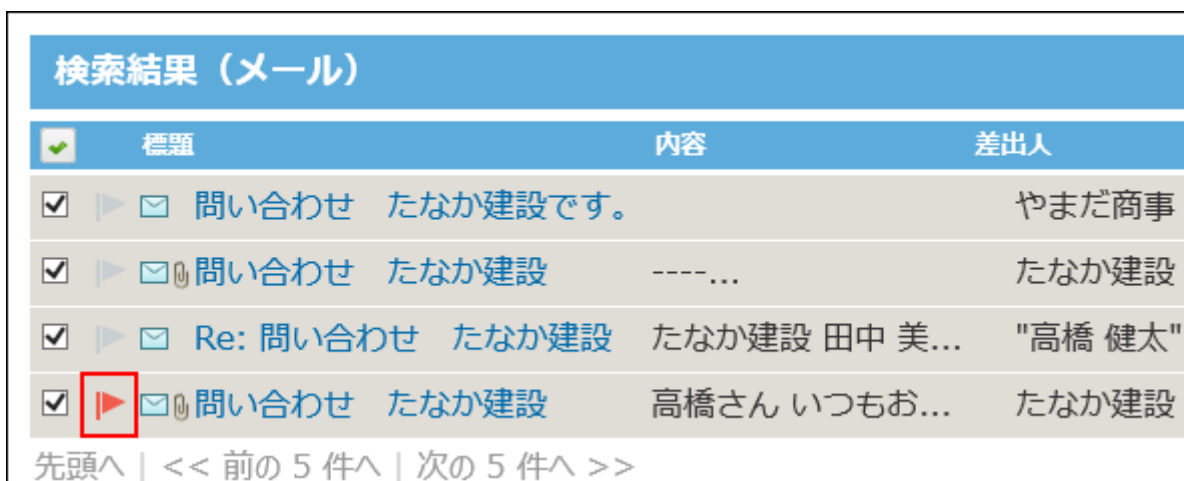 検索結果（メール）
標題 内容 差出人
問い合わせ　たなか建設です。 やまだ商事
問い合わせ　たなか建設 ----... たなか建設
Re: 問い合わせ　たなか建設 たなか建設 田中 美... "高橋 健太"
問い合わせ　たなか建設 高橋さん いつもお... たなか建設
先頭へ | << 前の 5 件へ | 次の 5 件へ >>